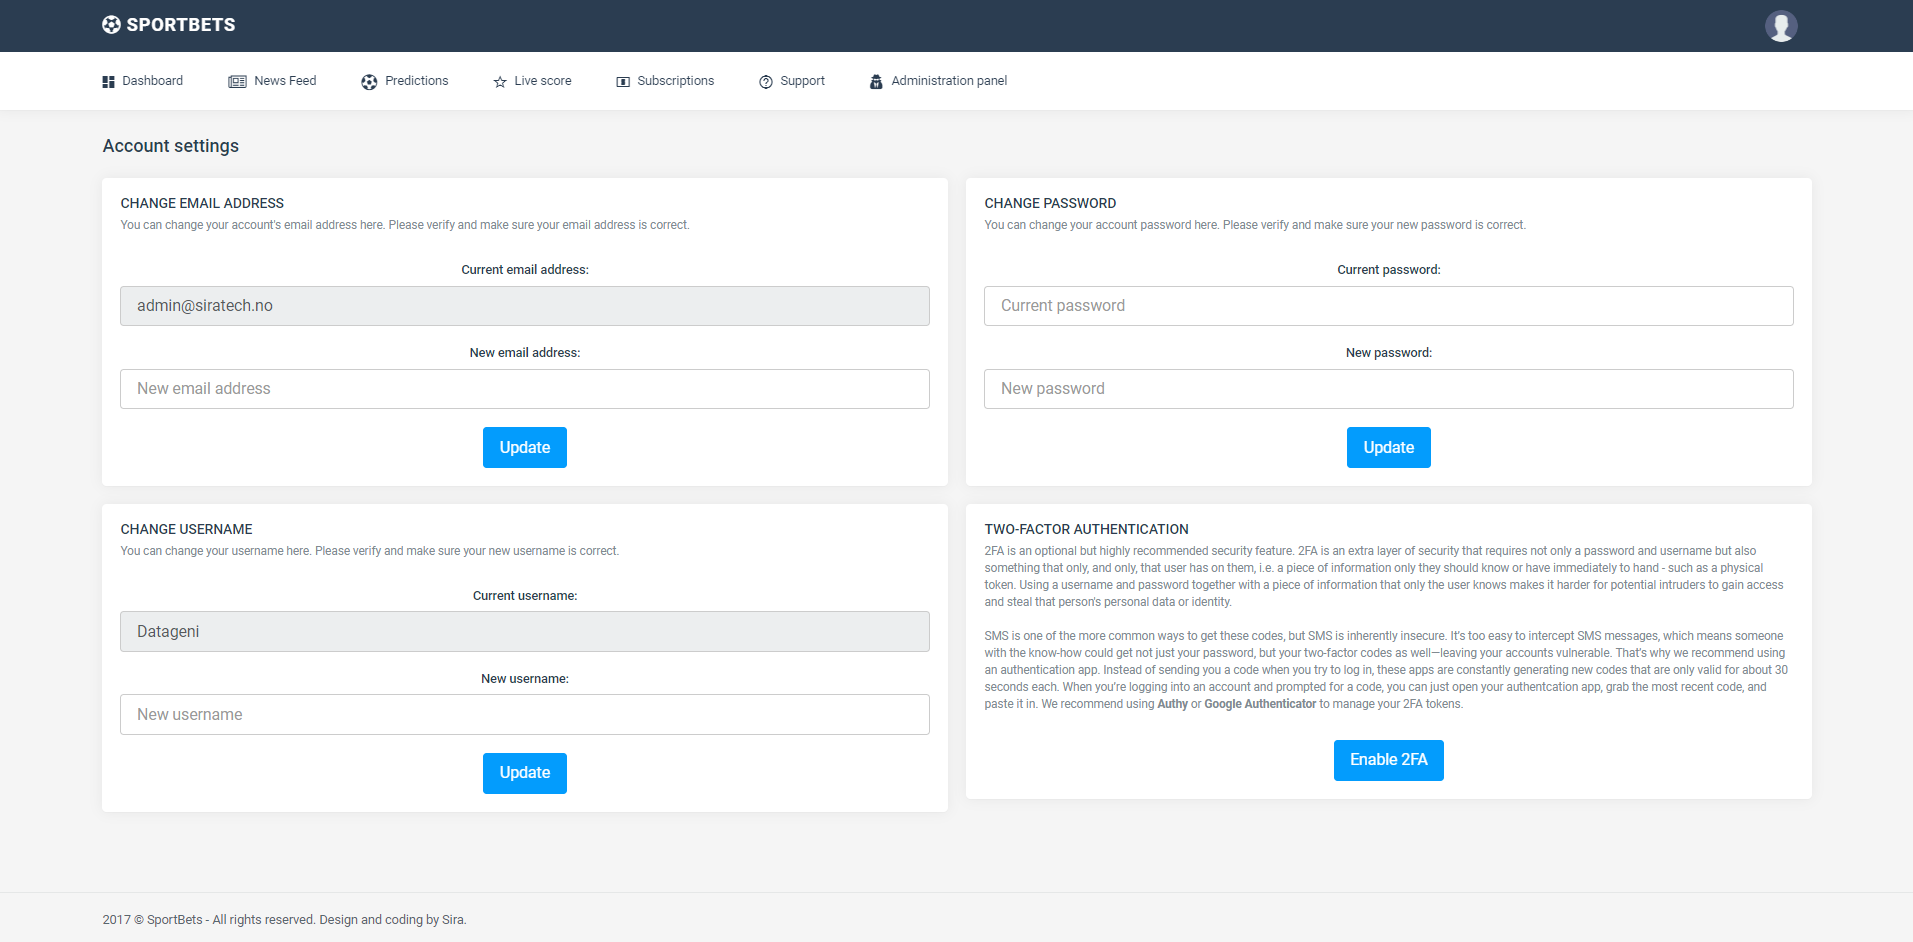 SPORTBETS
Dashboard
News Feed
Predictions
Live score
Subscriptions
Support
Administration panel
Account settings
CHANGE EMAIL ADDRESS
You can change your account's email address here. Please verify and make sure your email address is correct.
Current email address:
admin@siratech.no
New email address:
New email address
Update
CHANGE PASSWORD
You can change your account password here. Please verify and make sure your new password is correct.
Current password:
Current password
New password:
New password
Update
CHANGE USERNAME
You can change your username here. Please verify and make sure your new username is correct.
Current username:
Datageni
New username:
New username
Update
TWO-FACTOR AUTHENTICATION
2FA is an optional but highly recommended security feature. 2FA is an extra layer of security that requires not only a password and username but also
something that only, and only, that user has on them, i.e. a piece of information only they should know or have immediately to hand - such as a physical
token. Using a username and password together with a piece of information that only the user knows makes it harder for potential intruders to gain access
and steal that person's personal data or identity.
SMS is one of the more common ways to get these codes, but SMS is inherently insecure. It's too easy to intercept SMS messages, which means someone
with the know-how could get not just your password, but your two-factor codes as well—leaving your accounts vulnerable. That's why we recommend using
an authentication app. Instead of sending you a code when you try to log in, these apps are constantly generating new codes that are only valid for about 30
seconds each. When you're logging into an account and prompted for a code, you can just open your authentcation app, grab the most recent code, and
paste it in. We recommend using Authy or Google Authenticator to manage your 2FA tokens.
Enable 2FA
2017 © SportBets - All rights reserved. Design and coding by Sira.